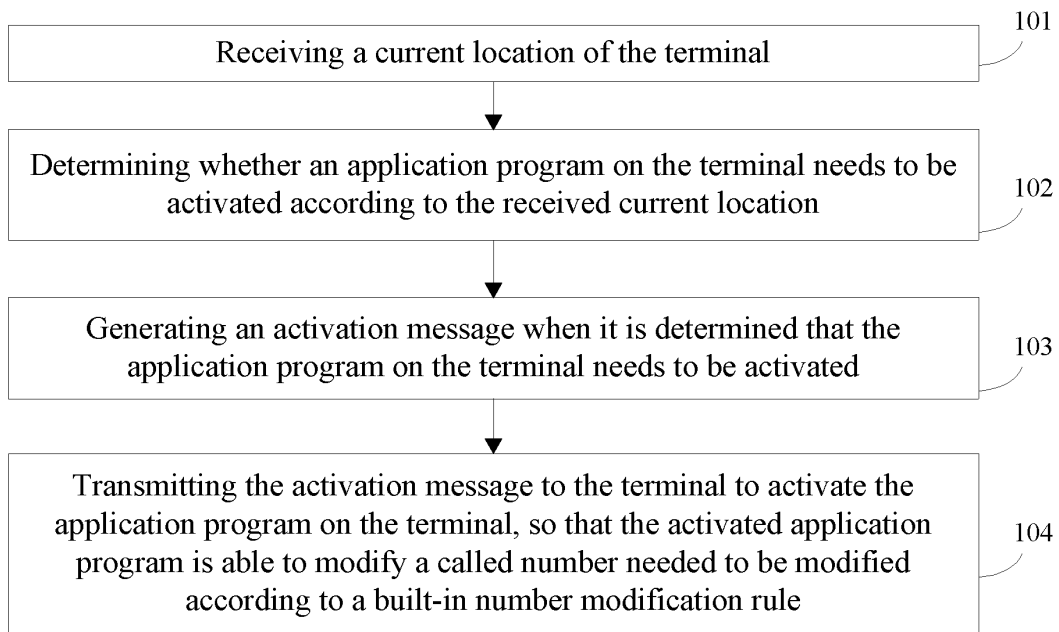 101
Receiving a current location of the terminal
Determining whether an application program on the terminal needs to be
activated according to the received current location
102
Generating an activation message when it is determined that the
application program on the terminal needs to be activated
103
Transmitting the activation message to the terminal to activate the
application program on the terminal, so that the activated application
program is able to modify a called number needed to be modified
according to a built-in number modification rule
104